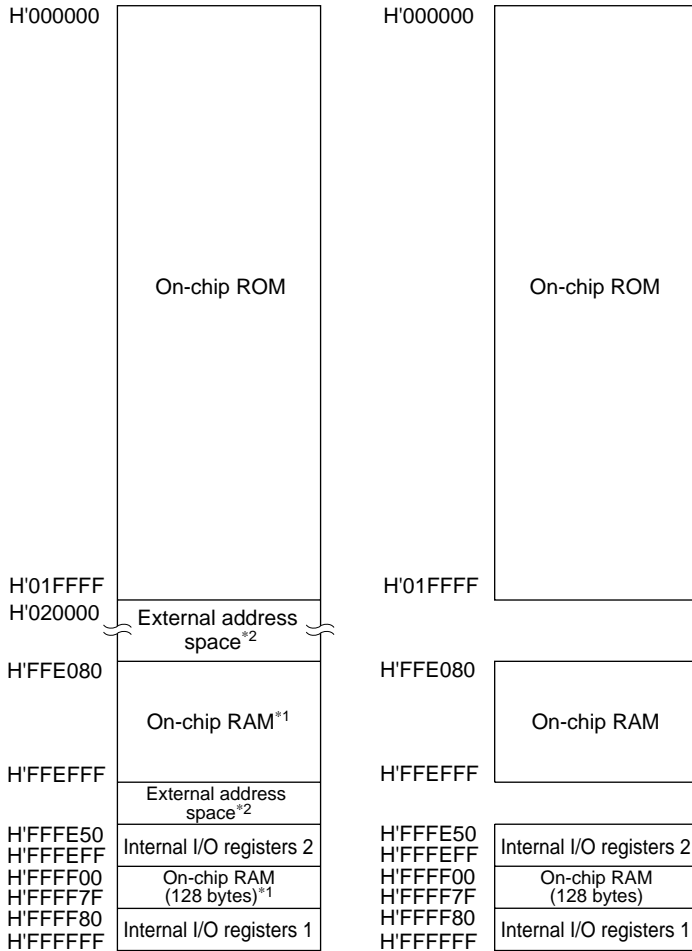 H'000000
On-chip ROM
H'01FFFF
H'020000
External address
space*2
H'FFE080
On-chip RAM*1
H'FFEFFF
External address
space*2
H'FFFE50
Internal I/O registers 2
H'FFFEFF
H'FFFF00
On-chip RAM
(128 bytes)*1
H'FFFF7F
H'FFFF80
Internal I/O registers 1
H'FFFFFF
H'000000
On-chip ROM
H'01FFFF
H'FFE080
On-chip RAM
H'FFEFFF
H'FFFE50
Internal I/O registers 2
H'FFFEFF
H'FFFF00
On-chip RAM
(128 bytes)
H'FFFF7F
H'FFFF80
Internal I/O registers 1
H'FFFFFF